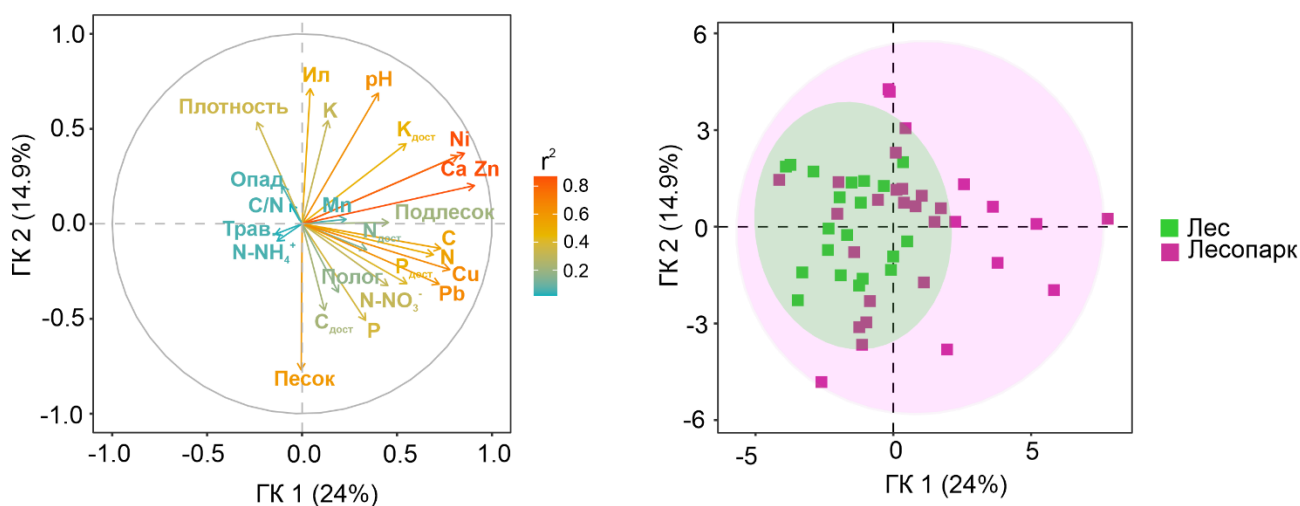 1.0
0.5
0.0
-0.5
-1.0
ГК 2 (14.9%)
Ил
pH
Плотность
K
Kдост
Ni
Ca Zn
Опад
C/N
Mn
Подлесок
Трав.
Nдост
C
N-NH4+
N
Полог
Pдост
Cu
N-NO3-
Pb
Cдост
P
Песок
-1.0 -0.5 0.0 0.5 1.0
ГК 1 (24%)
r2
0.8
0.6
0.4
0.2
6
3
0
-3
-6
ГК 2 (14.9%)
-5 0 5
ГК 1 (24%)
Лес
Лесопарк